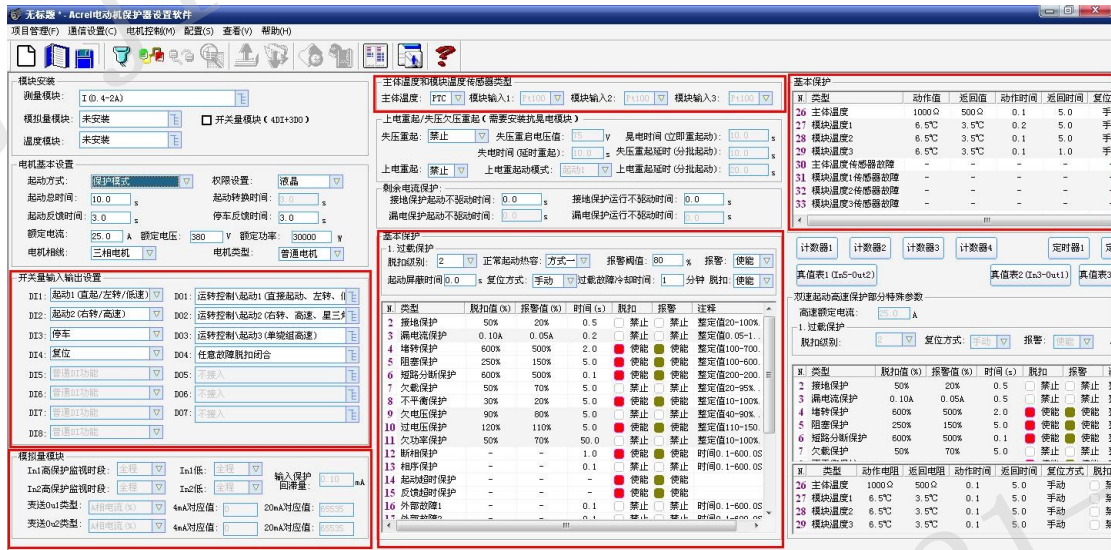 无标题 * - Acrel电动机保护器设置软件
项目管理(F) 通信设置(C) 电机控制(M) 配置(S) 查看(V) 帮助(H)
模块安装
测量模块: I(0.4-2A)
模拟量模块: 未安装 开关量模块(4DI+3DO)
温度模块: 未安装
电机基本设置
起动方式: 保护模式 权限设置: 液晶
起动总时间: 10.0 s 起动转换时间: s
起动反馈时间: 3.0 s 停车反馈时间: 3.0 s
额定电流: 25.0 A 额定电压: 380 V 额定功率: 30000 W
电机相线: 三相电机 电机类型: 普通电机
开关量输入输出设置
DI1: 起动1(直起/左转/低速) DO1: 运转控制\起动1(直接起动、左转、
DI2: 起动2(右转/高速) DO2: 运转控制\起动2(右转、高速、星三
DI3: 停车 DO3: 运转控制\起动3(单绕组高速)
DI4: 复位 DO4: 任意故障脱扣闭合
DI5: 普通DI功能 DO5: 不接入
DI6: 普通DI功能 DO6: 不接入
DI7: 普通DI功能 DO7: 不接入
DI8: 普通DI功能
模拟量模块
In1高保护监视时段: 全程 In1低: 全程 输入保护回滞量: 0.10 mA
In2高保护监视时段: 全程 In2低: 全程
变送Ou1类型: A相电流(%) 4mA对应值: 0 20mA对应值: 65535
变送Ou2类型: A相电流(%) 4mA对应值: 0 20mA对应值: 65535
主体温度和模块温度传感器类型
主体温度: PTC 模块输入1: Pt100 模块输入2: Pt100 模块输入3: Pt100
上电重起/失压欠压重起(需要安装抗晃电模块)
失压重起: 禁止 失压重启电压值: 75 V 晃电时间(立即重起动): 10.0 s
失电时间(延时重起): 10.0 s 失压重起延时(分批起动): 10.0 s
上电重起: 禁止 上电重起动模式: 起动1 上电重起延时(分批起动): 20.0 s
剩余电流保护:
接地保护起动不驱动时间: 0.0 s 接地保护运行不驱动时间: 0.0 s
漏电保护起动不驱动时间: 0.0 s 漏电保护运行不驱动时间: 0.0 s
基本保护
1.过载保护
脱扣级别: 2 正常起动热容: 方式一 报警阀值: 80 % 报警: 使能
起动屏蔽时间 0.0 s 复位方式: 手动 过载故障冷却时间: 1 分钟 脱扣: 使能
N. 类型 脱扣值(%) 报警值(%) 时间(s) 脱扣 报警 注释
2 接地保护 50% 20% 0.5 禁止 禁止 整定值20-100%.
3 漏电流保护 0.10A 0.05A 0.2 禁止 禁止 整定值0.05-1..
4 堵转保护 600% 500% 2.0 使能 使能 整定值100-700.
5 阻塞保护 250% 150% 5.0 使能 使能 整定值100-600.
6 短路分断保护 600% 500% 0.1 使能 使能 整定值200-200.
7 欠载保护 50% 70% 5.0 禁止 禁止 整定值20-95%..
8 不平衡保护 30% 20% 5.0 使能 使能 整定值10-100%.
9 欠电压保护 90% 80% 5.0 禁止 禁止 整定值40-90%..
10 过电压保护 120% 110% 5.0 使能 使能 整定值110-150.
11 欠功率保护 50% 70% 50.0 禁止 禁止 整定值10-100%.
12 断相保护 - - 1.0 使能 使能 时间0.1-600.0S
13 相序保护 - - 0.1 禁止 禁止 时间0.1-600.0S
14 起动超时保护 - - - 使能 使能
15 反馈超时保护 - - - 使能 使能
16 外部故障1 - - 0.1 禁止 禁止 时间0.1-600.0S
17 外部故障2 - - 0.1 禁止 禁止 时间0.1-600.0S
基本保护
N. 类型 动作值 返回值 动作时间 返回时间 复位
26 主体温度 1000Ω 500Ω 0.1 5.0 手
27 模块温度1 6.5℃ 3.5℃ 0.2 5.0 手
28 模块温度2 6.5℃ 3.5℃ 0.1 5.0 手
29 模块温度3 6.5℃ 3.5℃ 0.1 1.0 手
30 主体温度传感器故障 - - - -
31 模块温度1传感器故障 - - - -
32 模块温度2传感器故障 - - - -
33 模块温度3传感器故障 - - - -
计数器1 计数器2 计数器3 计数器4 定时器1
真值表1(In5-Out2) 真值表2(In3-Out1) 真值表3
双速起动高速保护部分特殊参数
高速额定电流: 25.0 A
1.过载保护
脱扣级别: 2 复位方式: 手动 报警: 使能
N. 类型 脱扣值(%) 报警值(%) 时间(s) 脱扣 报警
2 接地保护 50% 20% 0.5 禁止 禁止
3 漏电流保护 0.10A 0.05A 0.5 禁止 禁止
4 堵转保护 600% 500% 2.0 使能 使能
5 阻塞保护 250% 150% 5.0 使能 使能
6 短路分断保护 600% 500% 0.1 使能 使能
7 欠载保护 50% 70% 5.0 禁止 禁止
N. 类型 动作电阻 返回电阻 动作时间 返回时间 复位方式 脱扣
26 主体温度 1000Ω 500Ω 0.1 5.0 手动
27 模块温度1 6.5℃ 3.5℃ 0.1 5.0 手动
28 模块温度2 6.5℃ 3.5℃ 0.1 5.0 手动
29 模块温度3 6.5℃ 3.5℃ 0.1 5.0 手动